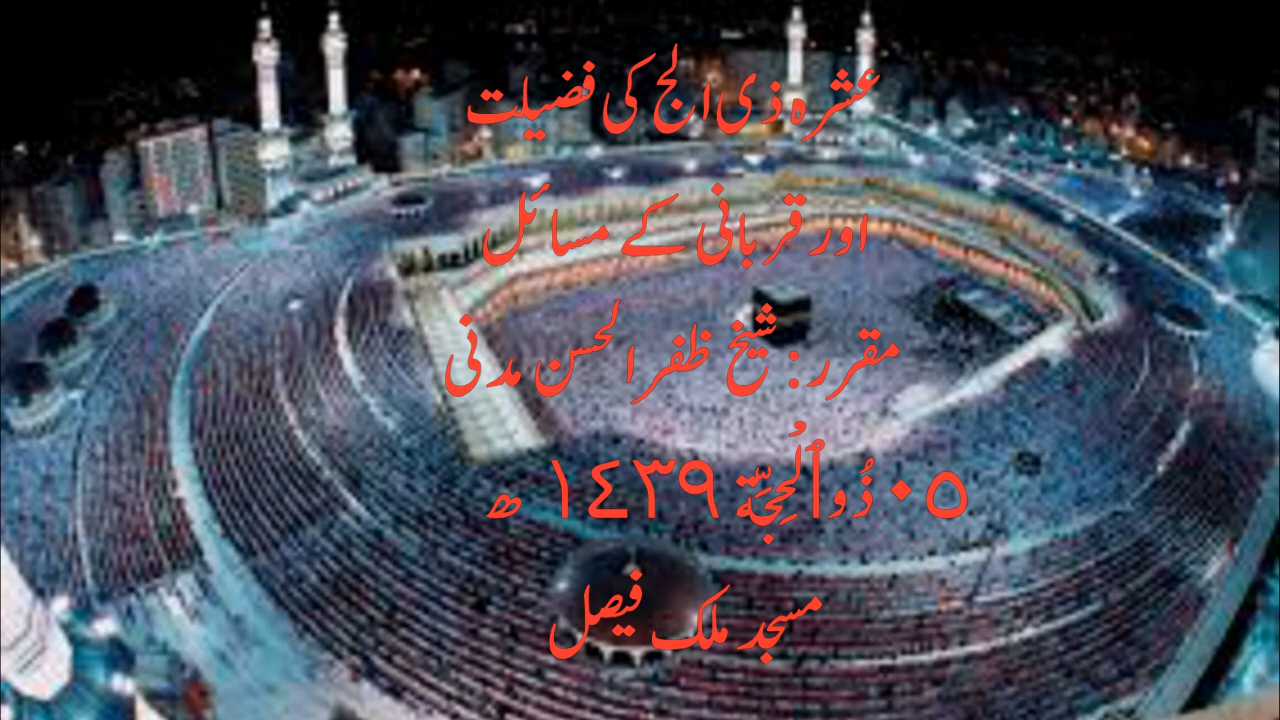 عشرہ ذی الحج کی فضیلت
اور قربانی کے مسائل
مقرر: شیخ ظفر الحسن مدنی
٠٥ ذُوٱلْحِجَّة ١٤٣٩ ھ
مسجد ملک فیصل